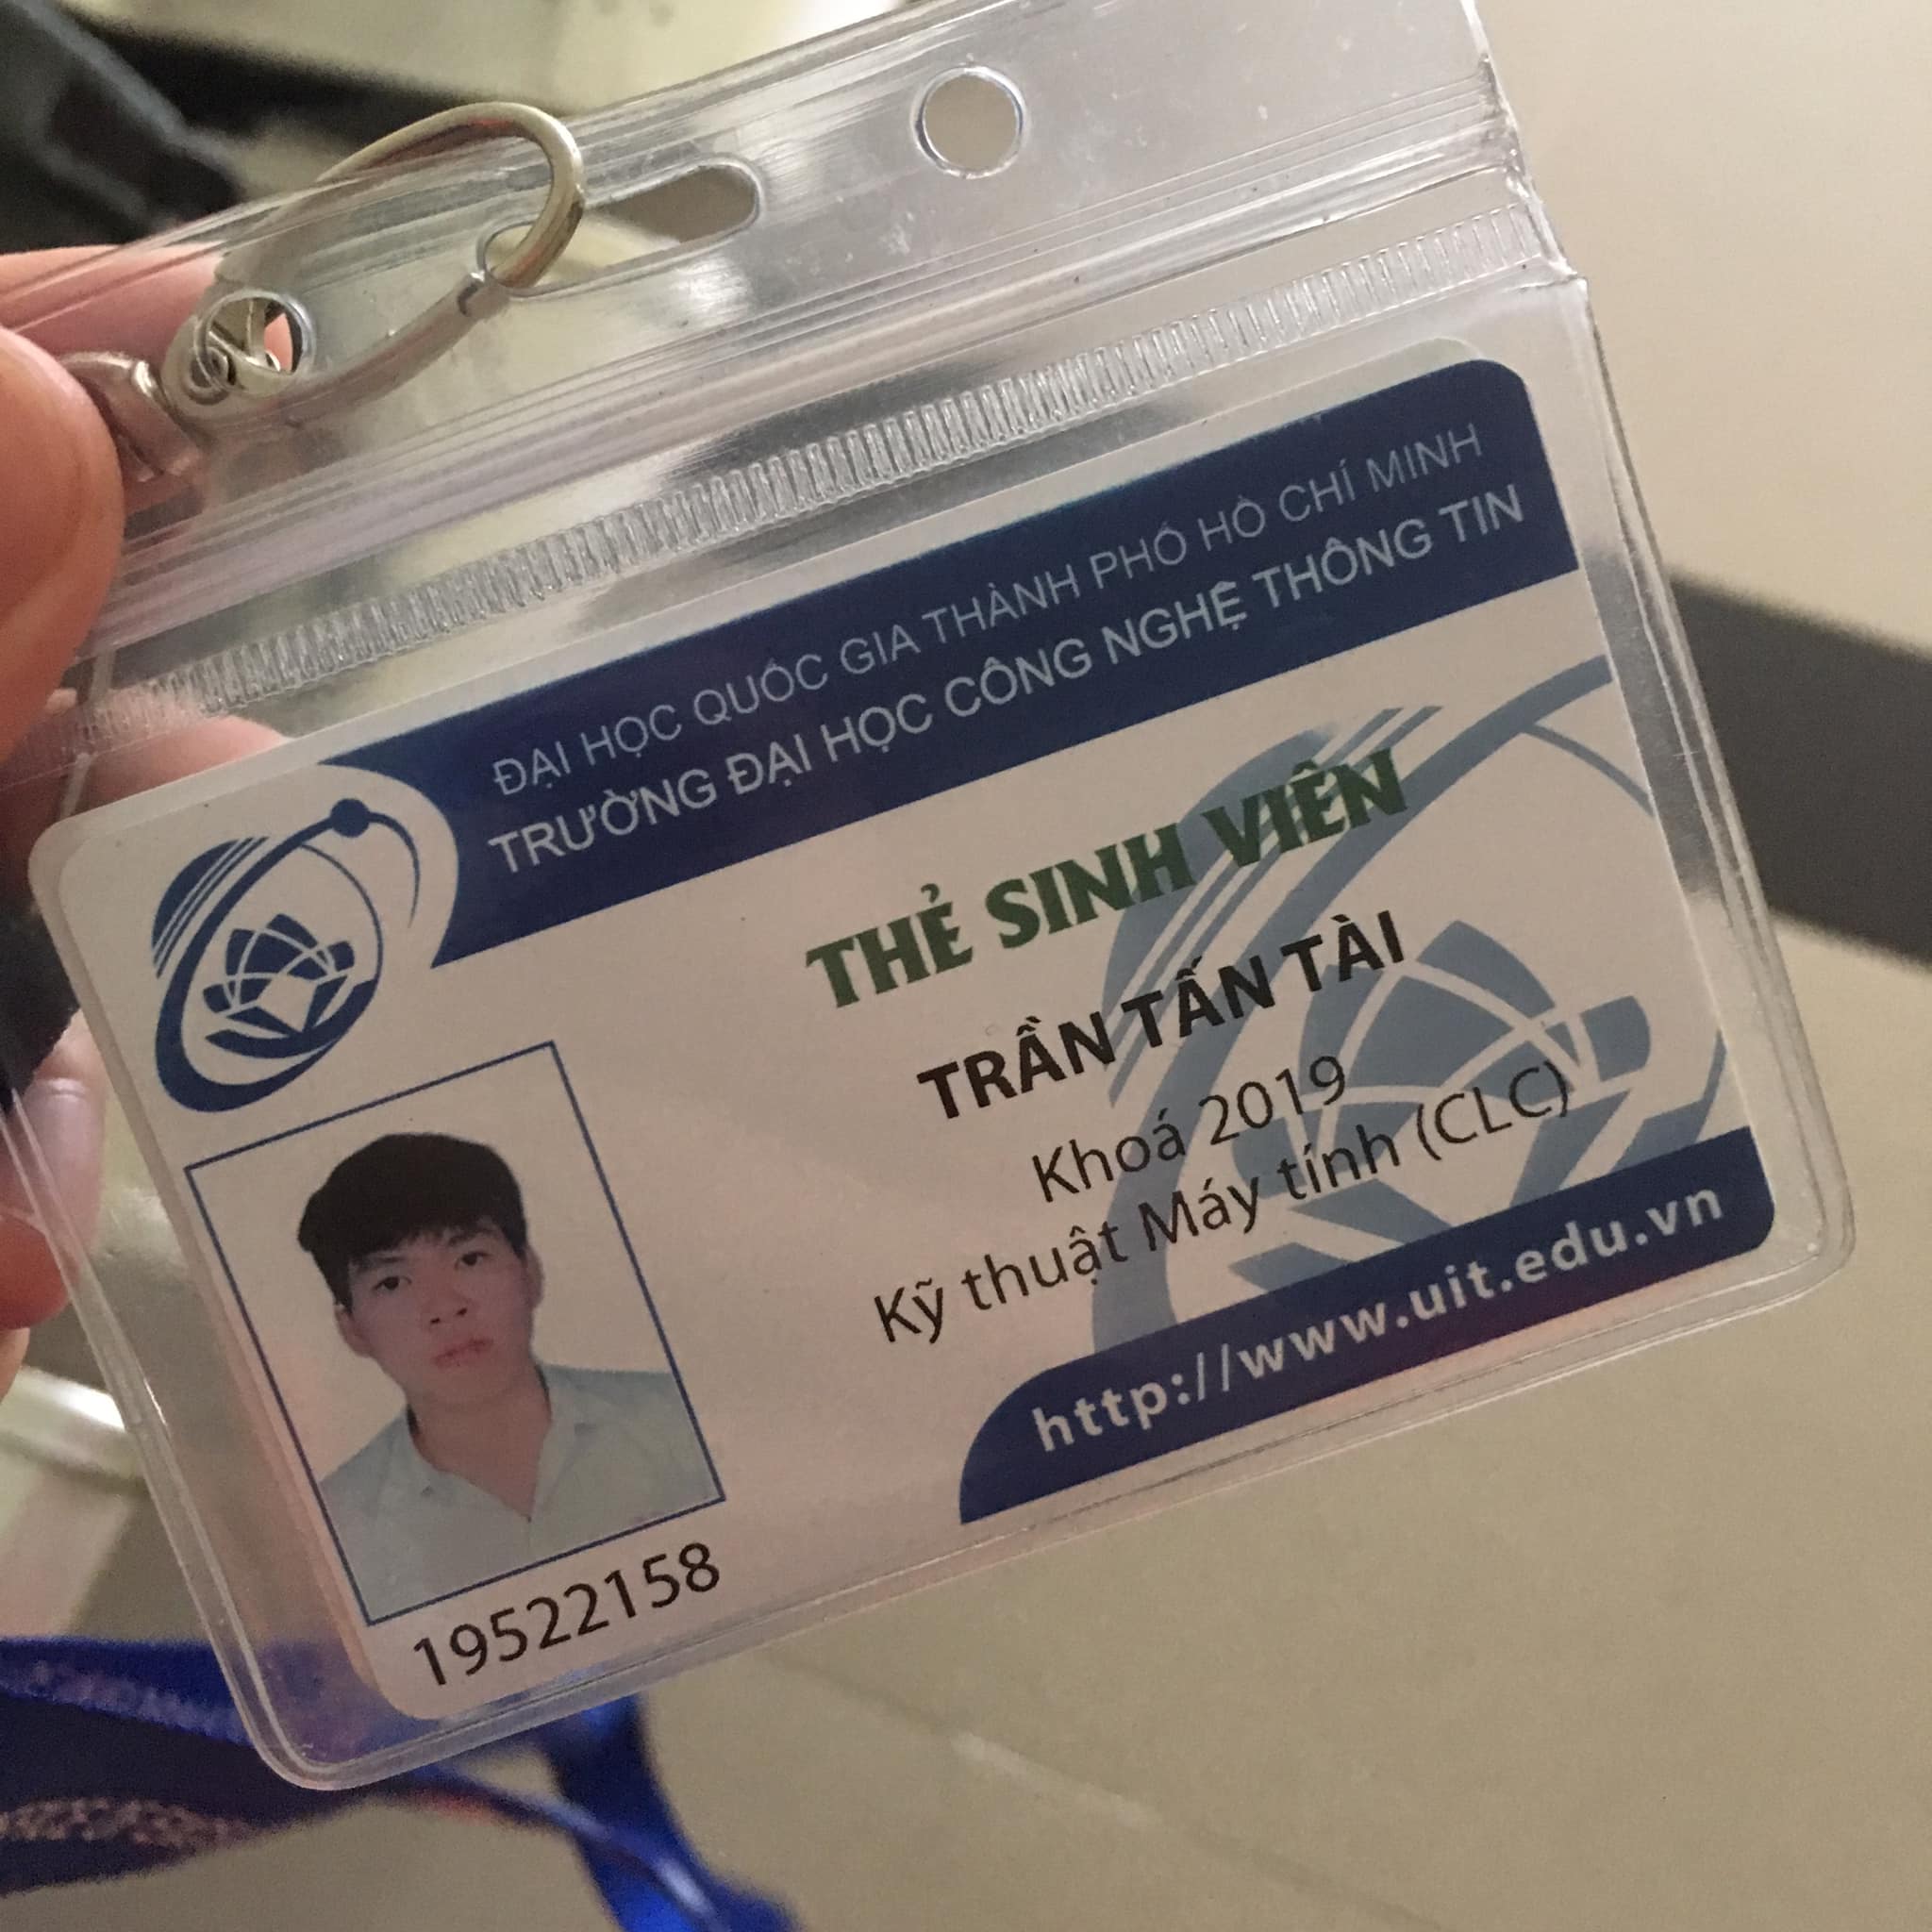 ĐẠI HỌC QUỐC GIA THÀNH PHỐ HỒ CHÍ MINH
TRƯỜNG ĐẠI HỌC CÔNG NGHỆ THÔNG TIN
THẺ SINH VIÊN
TRẦN TẤN TÀI
Khoá 2019
Kỹ thuật Máy tính (CLC)
19522158
http://www.uit.edu.vn